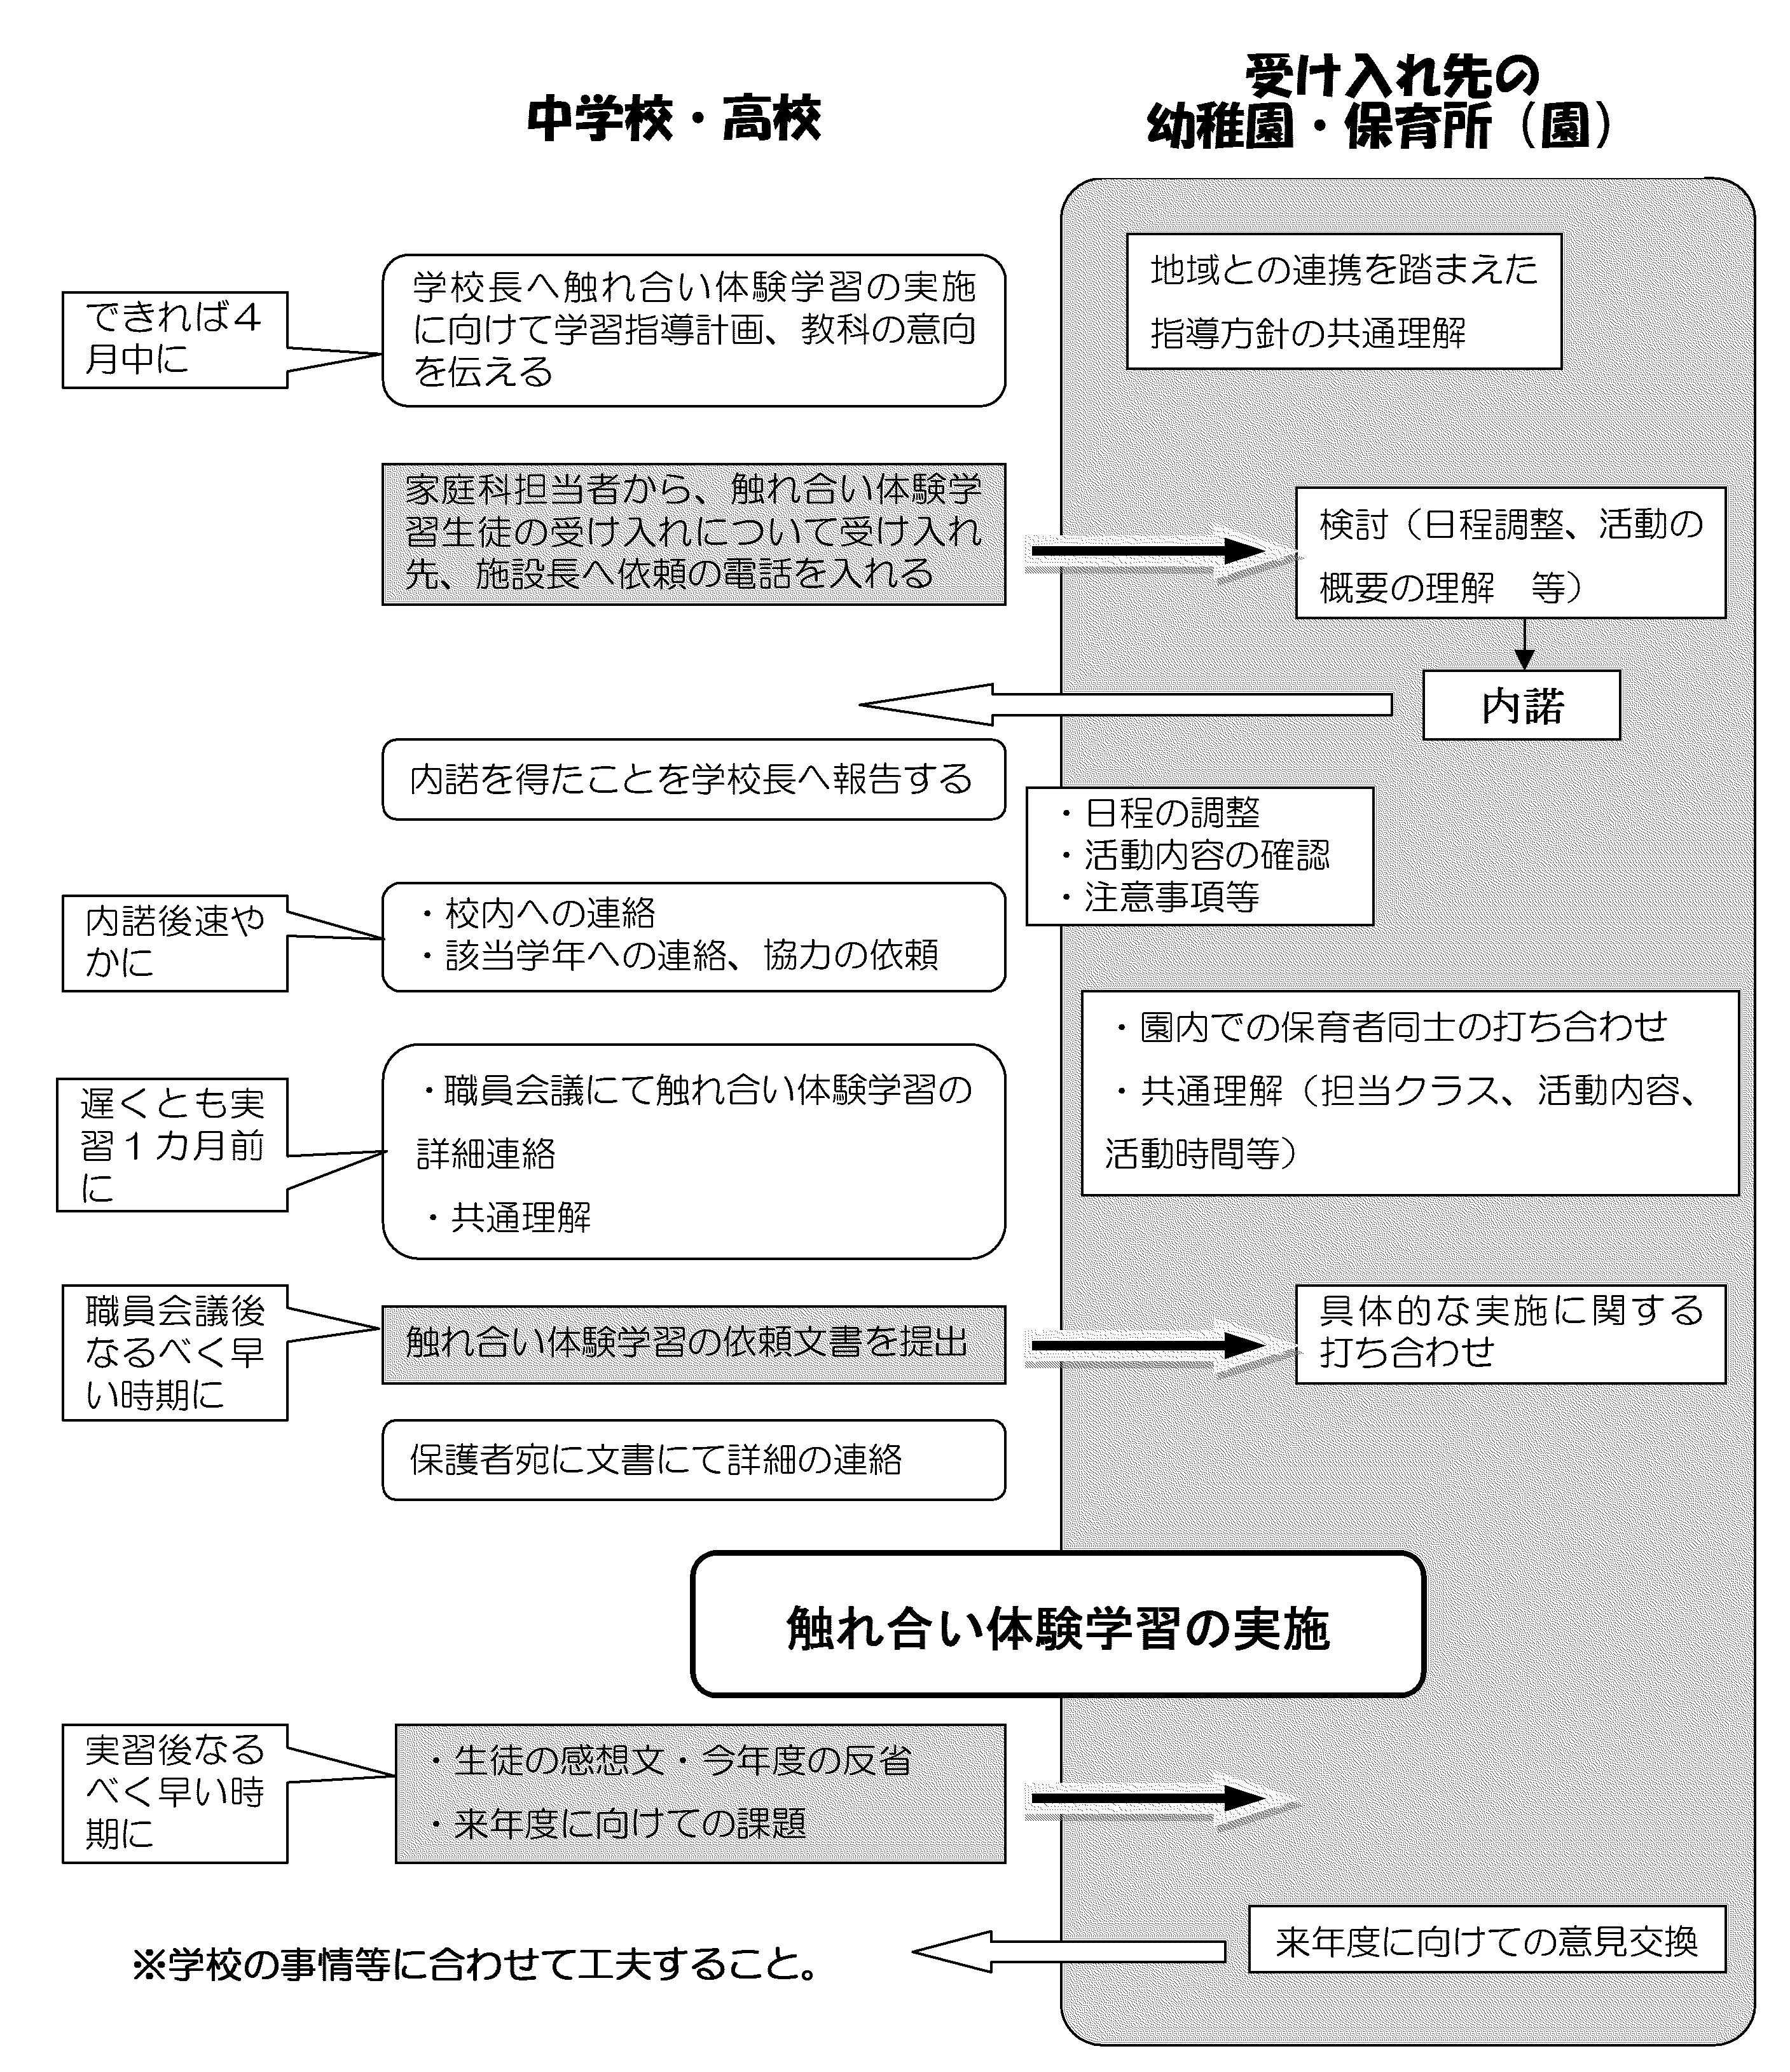 中学校・高校
受け入れ先の
幼稚園・保育所（園）
できれば４
月中に
学校長へ触れ合い体験学習の実施
に向けて学習指導計画、教科の意向
を伝える
地域との連携を踏まえた
指導方針の共通理解
家庭科担当者から、触れ合い体験学
習生徒の受け入れについて受け入れ
先、施設長へ依頼の電話を入れる
検討（日程調整、活動の
概要の理解　等）
内諾
内諾を得たことを学校長へ報告する
・日程の調整
・活動内容の確認
・注意事項等
内諾後速や
かに
・校内への連絡
・該当学年への連絡、協力の依頼
・園内での保育者同士の打ち合わせ
・共通理解（担当クラス、活動内容、
活動時間等）
遅くとも実
習１カ月前
に
・職員会議にて触れ合い体験学習の
詳細連絡
・共通理解
職員会議後
なるべく早
い時期に
触れ合い体験学習の依頼文書を提出
具体的な実施に関する
打ち合わせ
保護者宛に文書にて詳細の連絡
触れ合い体験学習の実施
実習後なる
べく早い時
期に
・生徒の感想文・今年度の反省
・来年度に向けての課題
来年度に向けての意見交換
※学校の事情等に合わせて工夫すること。